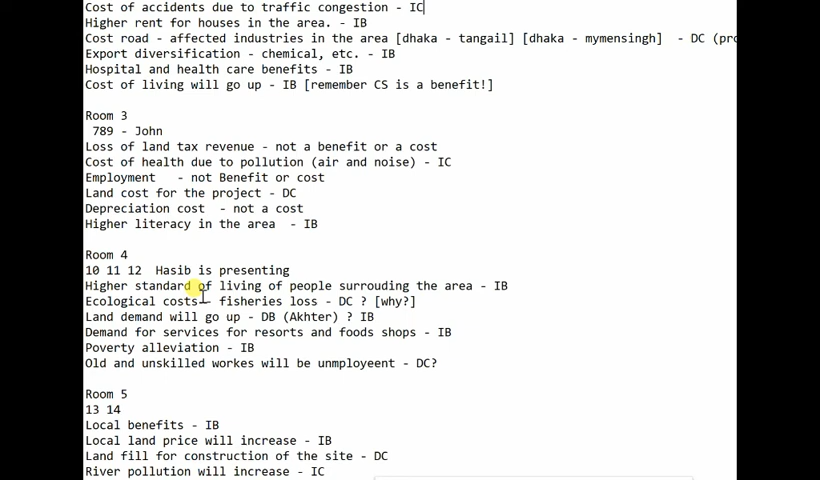 Cost of accidents due to traffic congestion - IC
Higher rent for houses in the area. - IB
Cost road - affected industries in the area [dhaka - tangail] [dhaka - mymensingh]  - DC (pro
Export diversification - chemical, etc. - IB
Hospital and health care benefits - IB
Cost of living will go up - IB [remember CS is a benefit!]
Room 3
789 - John
Loss of land tax revenue - not a benefit or a cost
Cost of health due to pollution (air and noise) - IC
Employment   - not Benefit or cost
Land cost for the project - DC
Depreciation cost  - not a cost
Higher literacy in the area  - IB
Room 4
10 11 12  Hasib is presenting
Higher standard of living of people surrouding the area - IB
Ecological costs - fisheries loss - DC ? [why?]
Land demand will go up - DB (Akhter) ? IB
Demand for services for resorts and foods shops - IB
Poverty alleviation - IB
Old and unskilled workes will be unmployeent - DC?
Room 5
13 14
Local benefits - IB
Local land price will increase - IB
Land fill for construction of the site - DC
River pollution will increase - IC